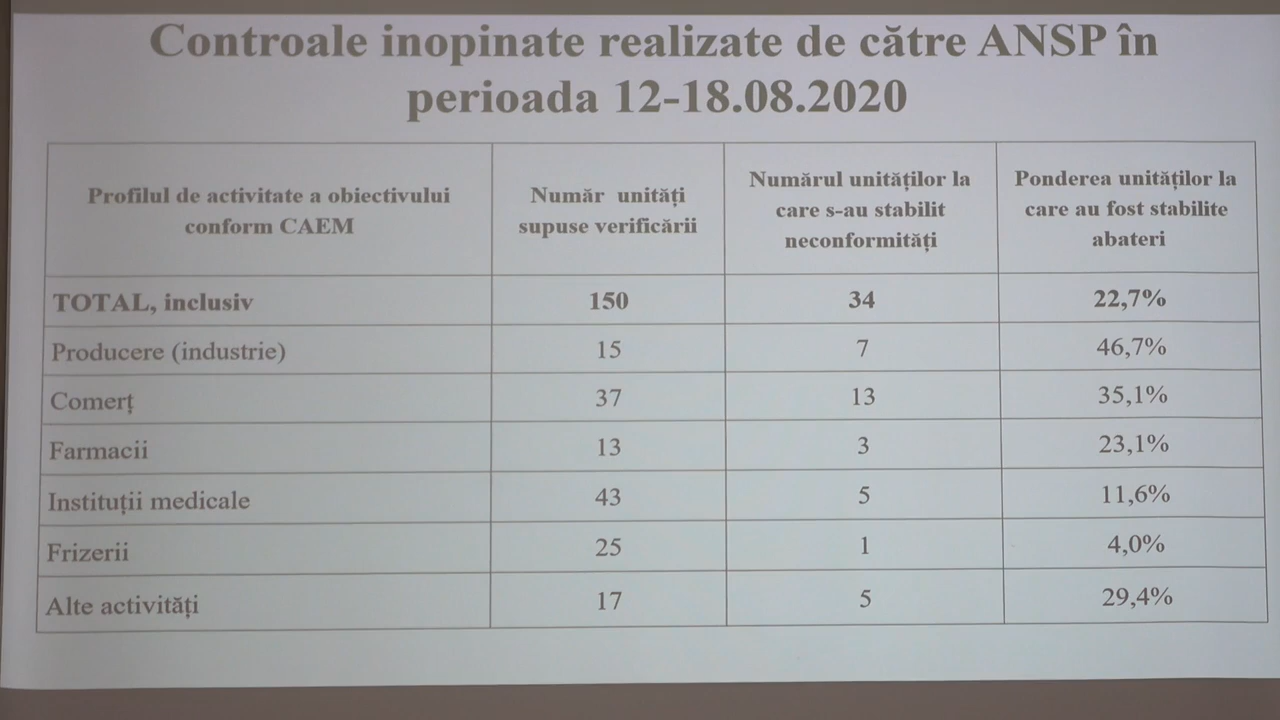 Controale inopinate realizate de către ANSP în
perioada 12-18.08.2020
Profilul de activitate a obiectivului
conform CAEM
Număr unități
supuse verificării
Numărul unităților la
care s-au stabilit
neconformități
Ponderea unităților la
care au fost stabilite
abateri
TOTAL, inclusiv 150 34 22,7%
Producere (industrie) 15 7 46,7%
Comerț 37 13 35,1%
Farmacii 13 3 23,1%
Instituții medicale 43 5 11,6%
Frizerii 25 1 4,0%
Alte activități 17 5 29,4%